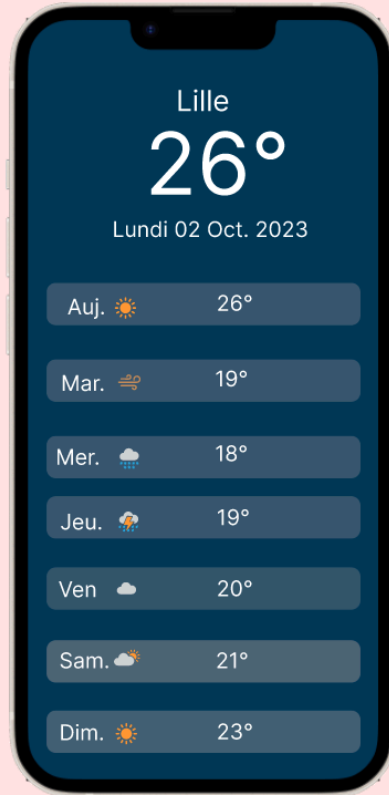 Lille
26°
Lundi 02 Oct. 2023
Auj. 26°
Mar. 19°
Mer. 18°
Jeu. 19°
Ven 20°
Sam. 21°
Dim. 23°